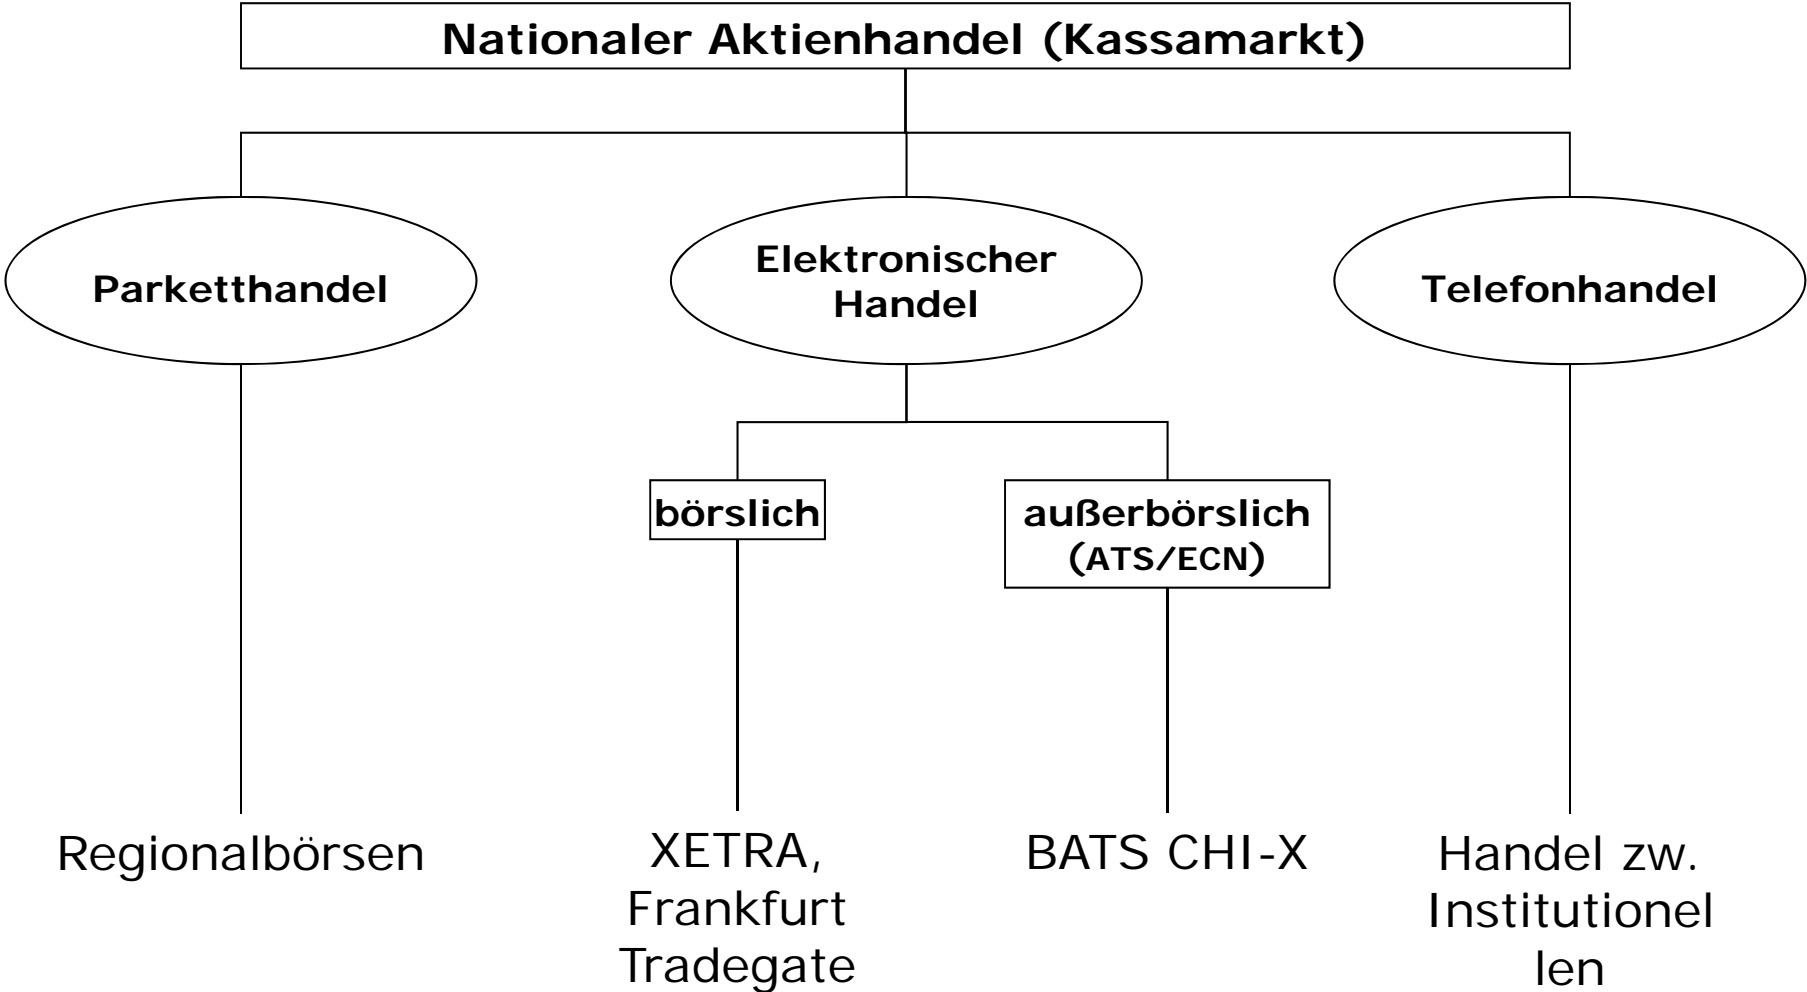 Nationaler Aktienhandel (Kassamarkt)
Parketthandel
Elektronischer
Handel
Telefonhandel
börslich
außerbörslich
(ATS/ECN)
Regionalbörsen
XETRA,
Frankfurt
Tradegate
BATS CHI-X
Handel zw.
Institutionel
len